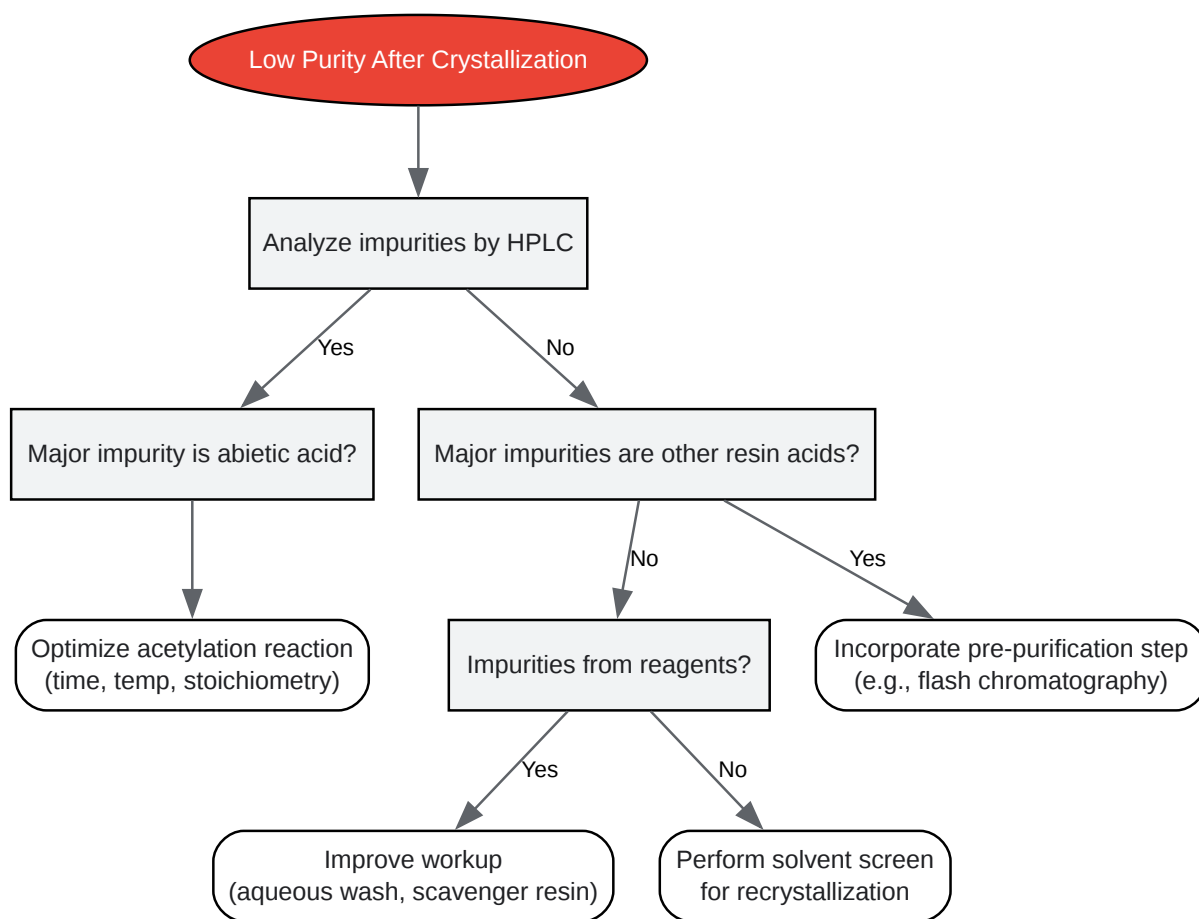 Low Purity After Crystallization
Analyze impurities by HPLC
Yes
No
Major impurity is abietic acid?
Major impurities are other resin acids?
No
Yes
Optimize acetylation reaction
(time, temp, stoichiometry)
Impurities from reagents?
Incorporate pre-purification step
(e.g., flash chromatography)
Yes
No
Improve workup
(aqueous wash, scavenger resin)
Perform solvent screen
for recrystallization